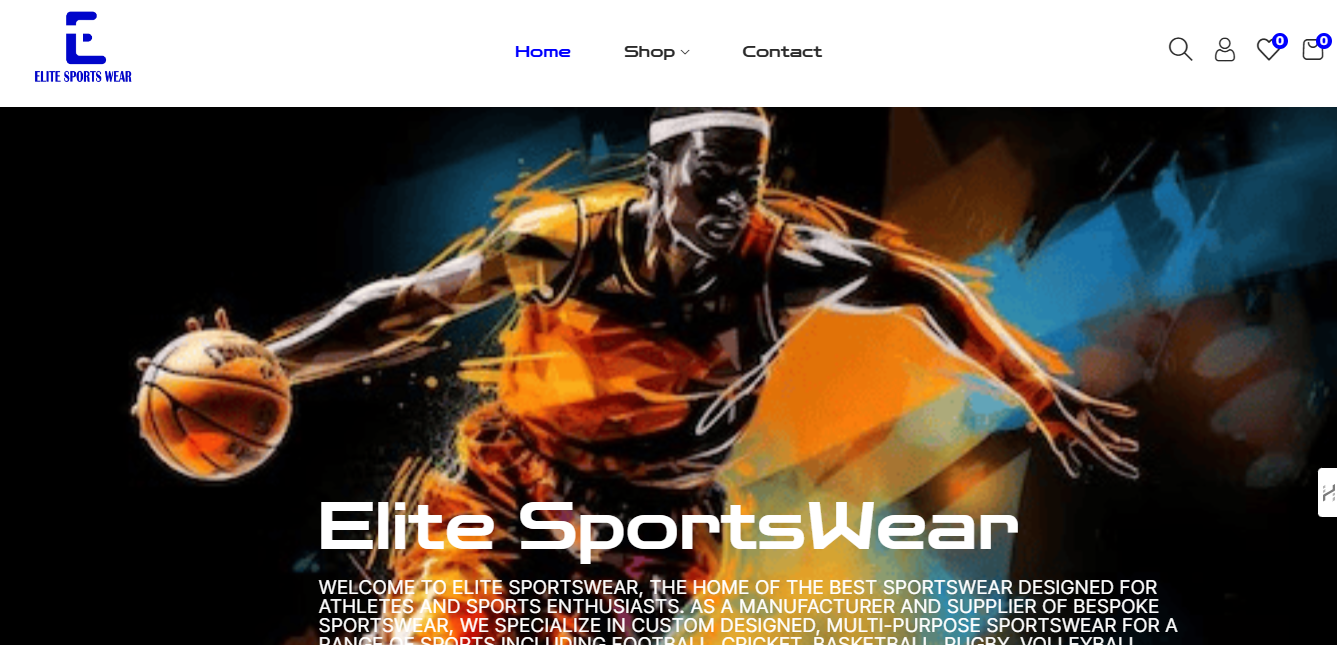 ELITE SPORTS WEAR
Home
Shop
Contact
0
0
SPALDING
Elite SportsWear
WELCOME TO ELITE SPORTSWEAR, THE HOME OF THE BEST SPORTSWEAR DESIGNED FOR
ATHLETES AND SPORTS ENTHUSIASTS. AS A MANUFACTURER AND SUPPLIER OF BESPOKE
SPORTSWEAR, WE SPECIALIZE IN CUSTOM DESIGNED, MULTI-PURPOSE SPORTSWEAR FOR A
RANGE OF SPORTS INCLUDING FOOTBALL, CRICKET, BASKETBALL, RUGBY, VOLLEYBALL,